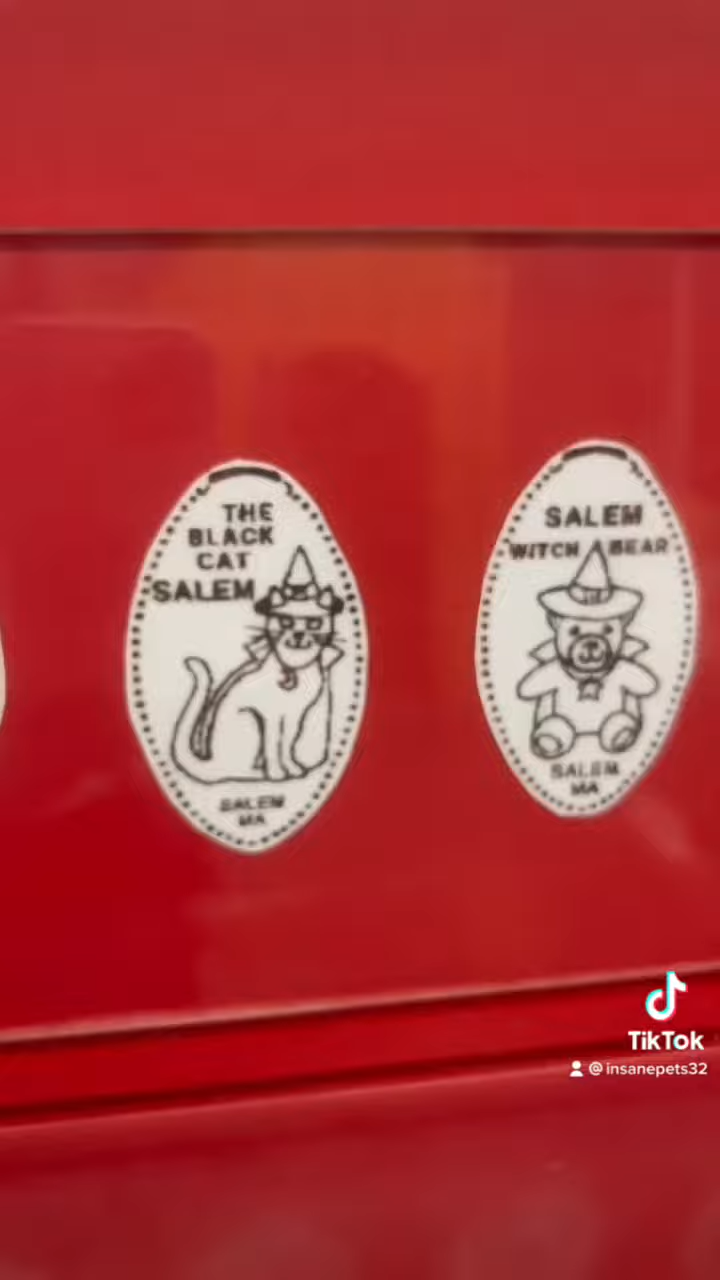 THE
BLACK
CAT
SALEM
SALEM
MA
SALEM
WITCH BEAR
SALEM
MA
TikTok
@insanepets32